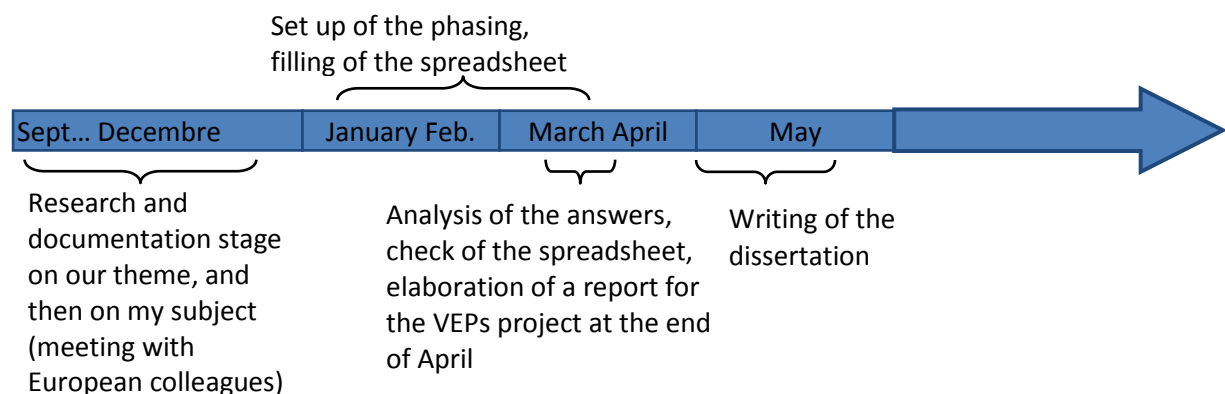 Set up of the phasing,
filling of the spreadsheet
Sept... Decembre
January Feb.
March April
May
Research and
documentation stage
on our theme, and
then on my subject
(meeting with
European colleagues)
Analysis of the answers,
check of the spreadsheet,
elaboration of a report for
the VEPs project at the end
of April
Writing of the
dissertation